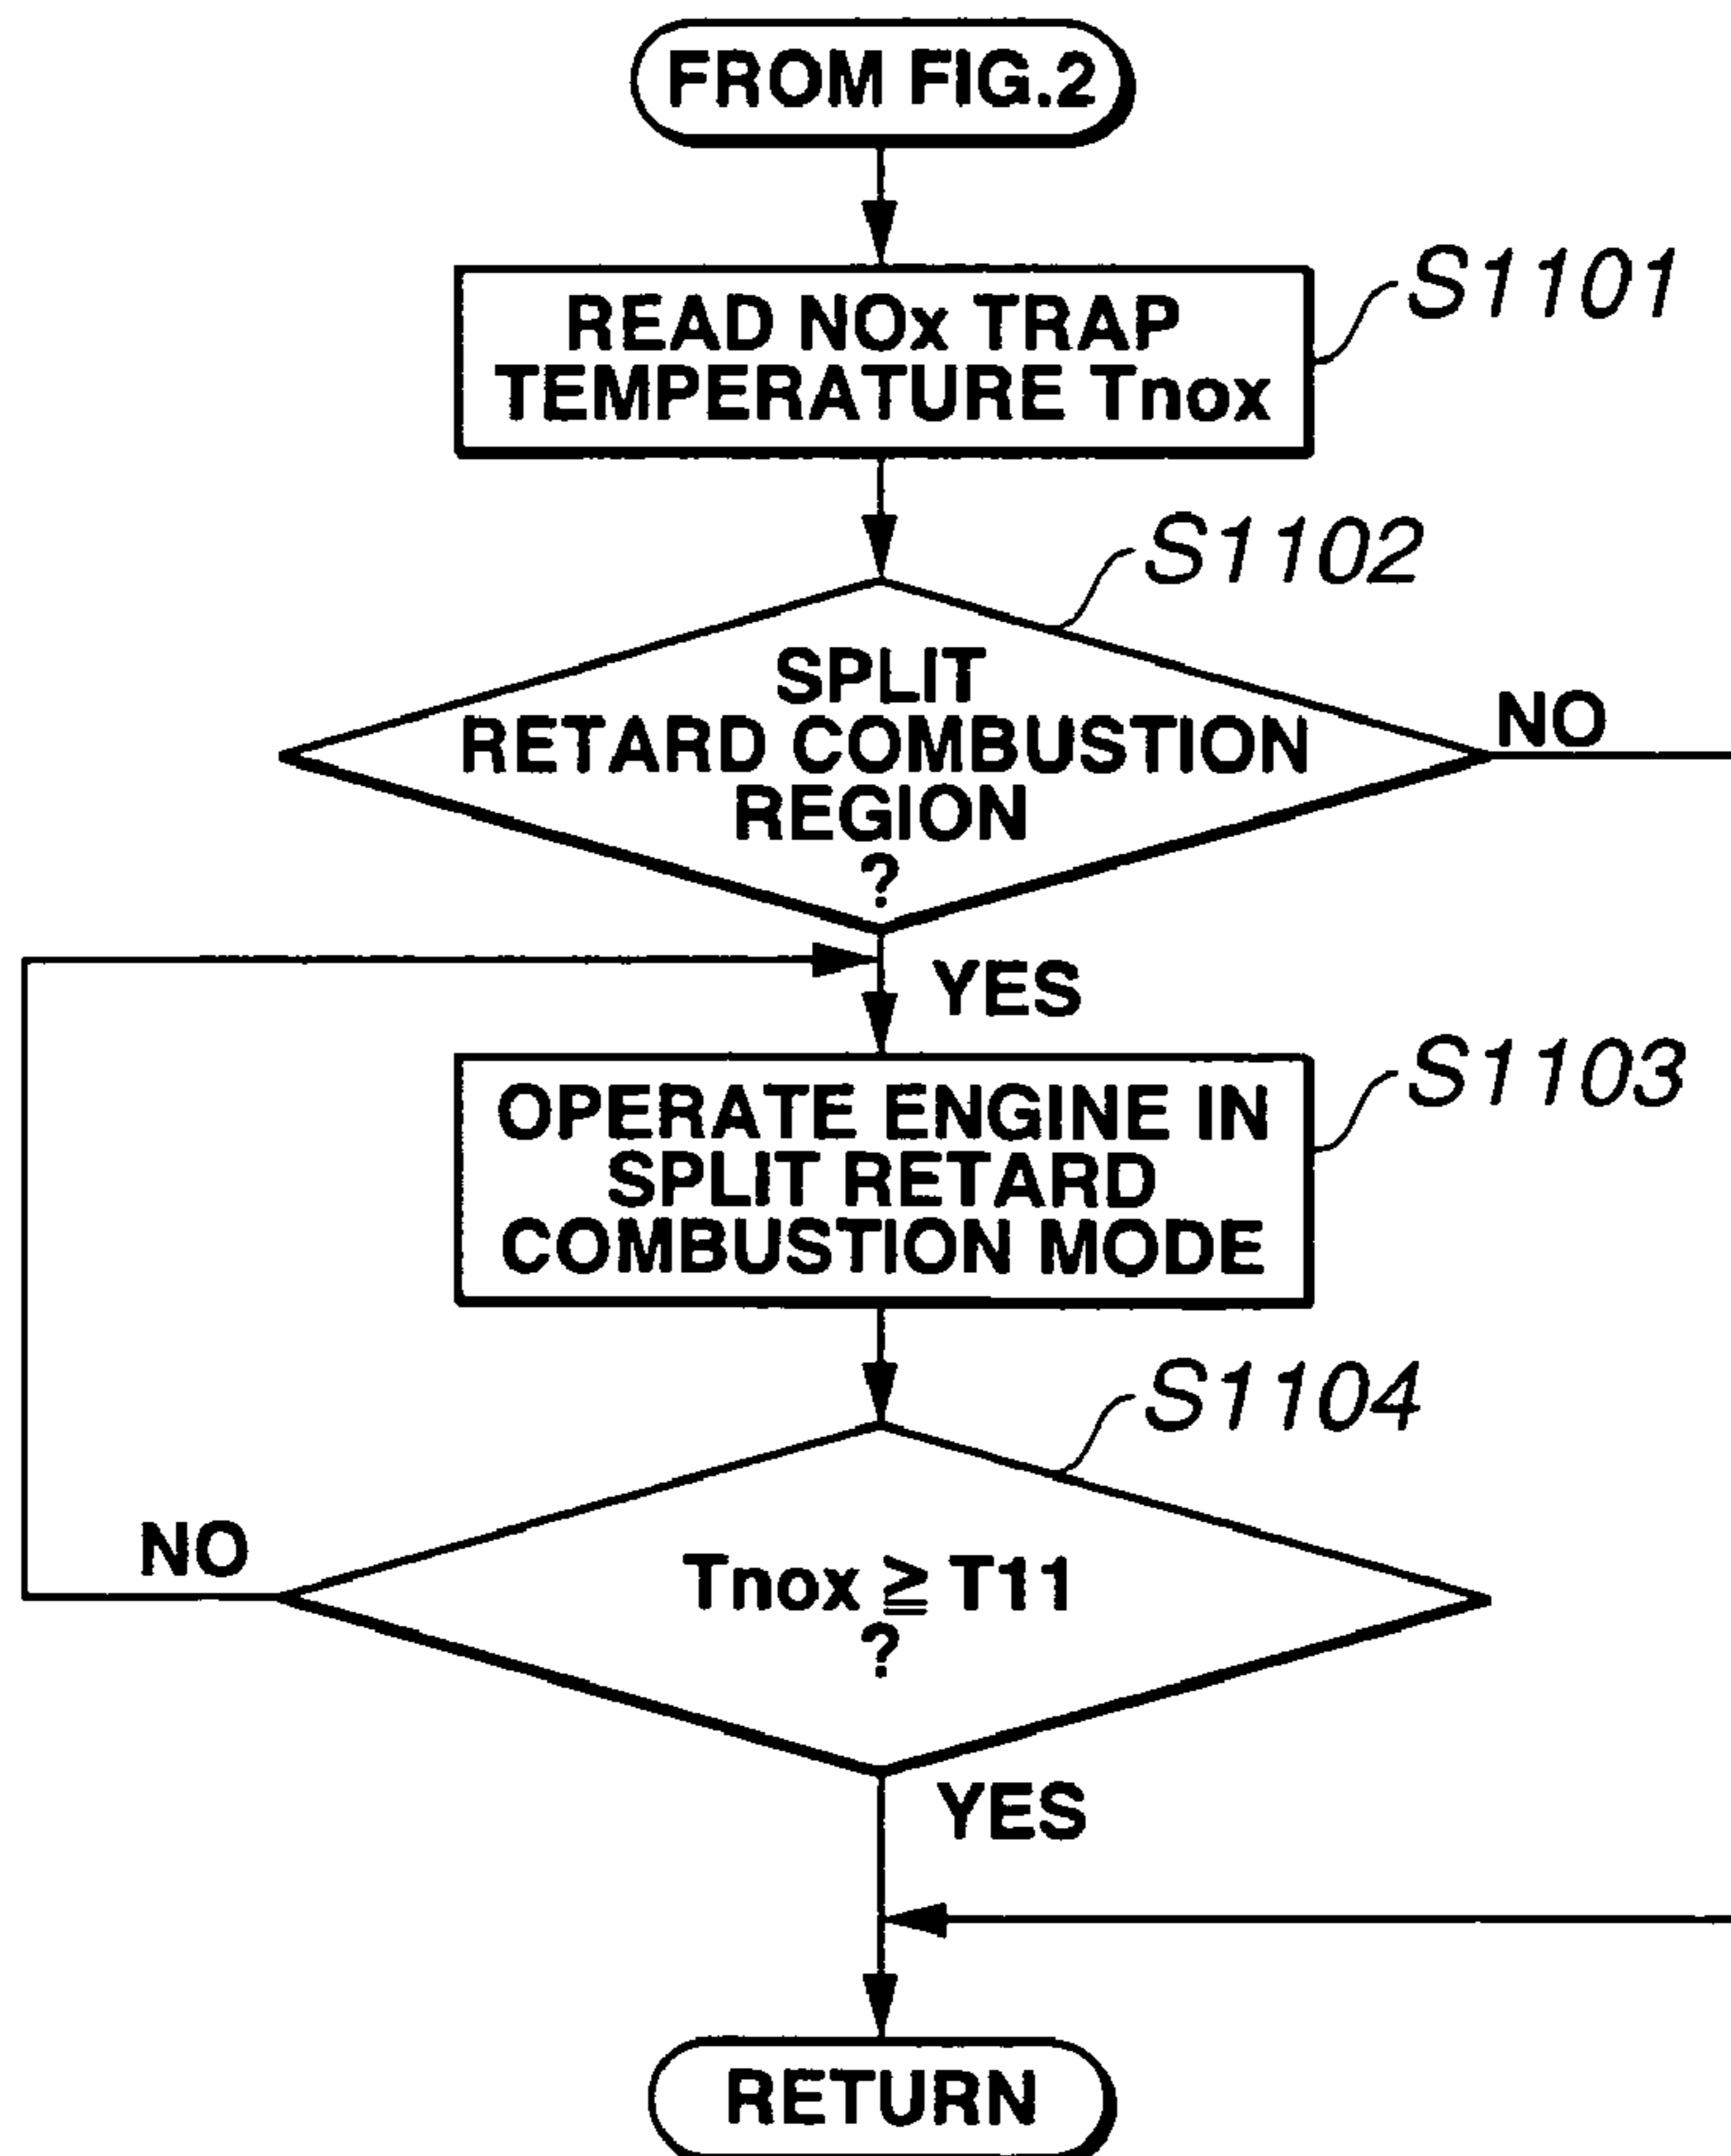 FROM FIG.2
READ NOx TRAP
TEMPERATURE Tnox
S1101
S1102
SPLIT
RETARD COMBUSTION
REGION
?
NO
YES
OPERATE ENGINE IN
SPLIT RETARD
COMBUSTION MODE
S1103
S1104
Tnox ≧ T11
?
NO
YES
RETURN